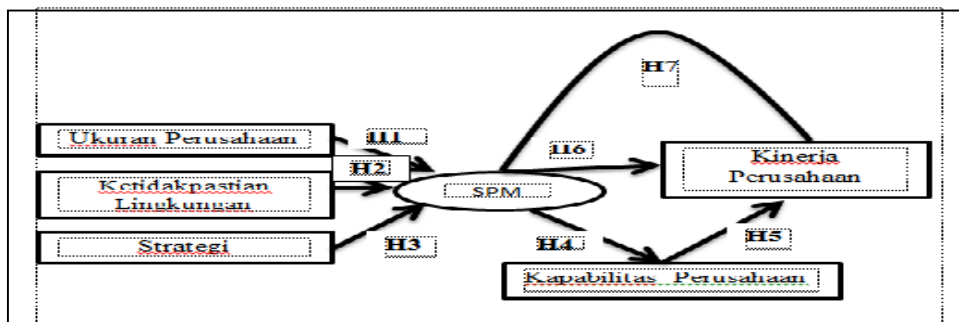 H7
Ukuran Perusahaan
H1
H6
H2
Kinerja
Perusahaan
Ketidakpastian
Lingkungan
SPM
Strategi
H3
H4
H5
Kapabilitas Perusahaan